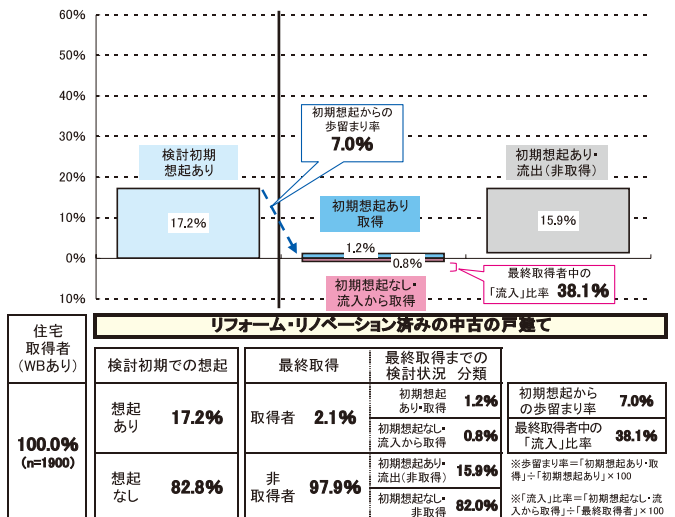 60%
50%
40%
30%
20%
10%
0%
10%
検討初期
想起あり
17.2%
初期想起からの
歩留まり率
7.0%
初期想起あり
取得
1.2%
0.8%
初期想起なし・
流入から取得
初期想起あり・
流出(非取得)
15.9%
最終取得者中の
「流入」比率 38.1%
住宅
取得者
(WBあり)
100.0%
(n=1900)
リフォーム・リノベーション済みの中古の戸建て
検討初期での想起
想起
あり
17.2%
想起
なし
82.8%
最終取得
取得者 2.1%
非
取得者
97.9%
最終取得までの
検討状況 分類
初期想起
あり・取得
1.2%
初期想起なし・
流入から取得
0.8%
初期想起あり・
流出(非取得)
15.9%
初期想起なし・
非取得
82.0%
初期想起から
の歩留まり率
7.0%
最終取得者中の
「流入」比率
38.1%
※歩留まり率=「初期想起あり・取
得」÷「初期想起あり」×100
※「流入」比率=「初期想起なし・流
入から取得」÷「最終取得者」×100